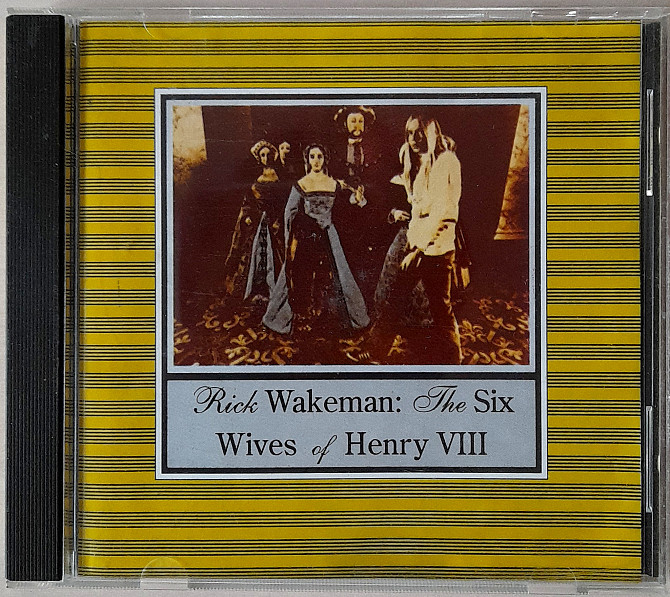 Rick Wakeman: The Six
Wives of Henry VIII